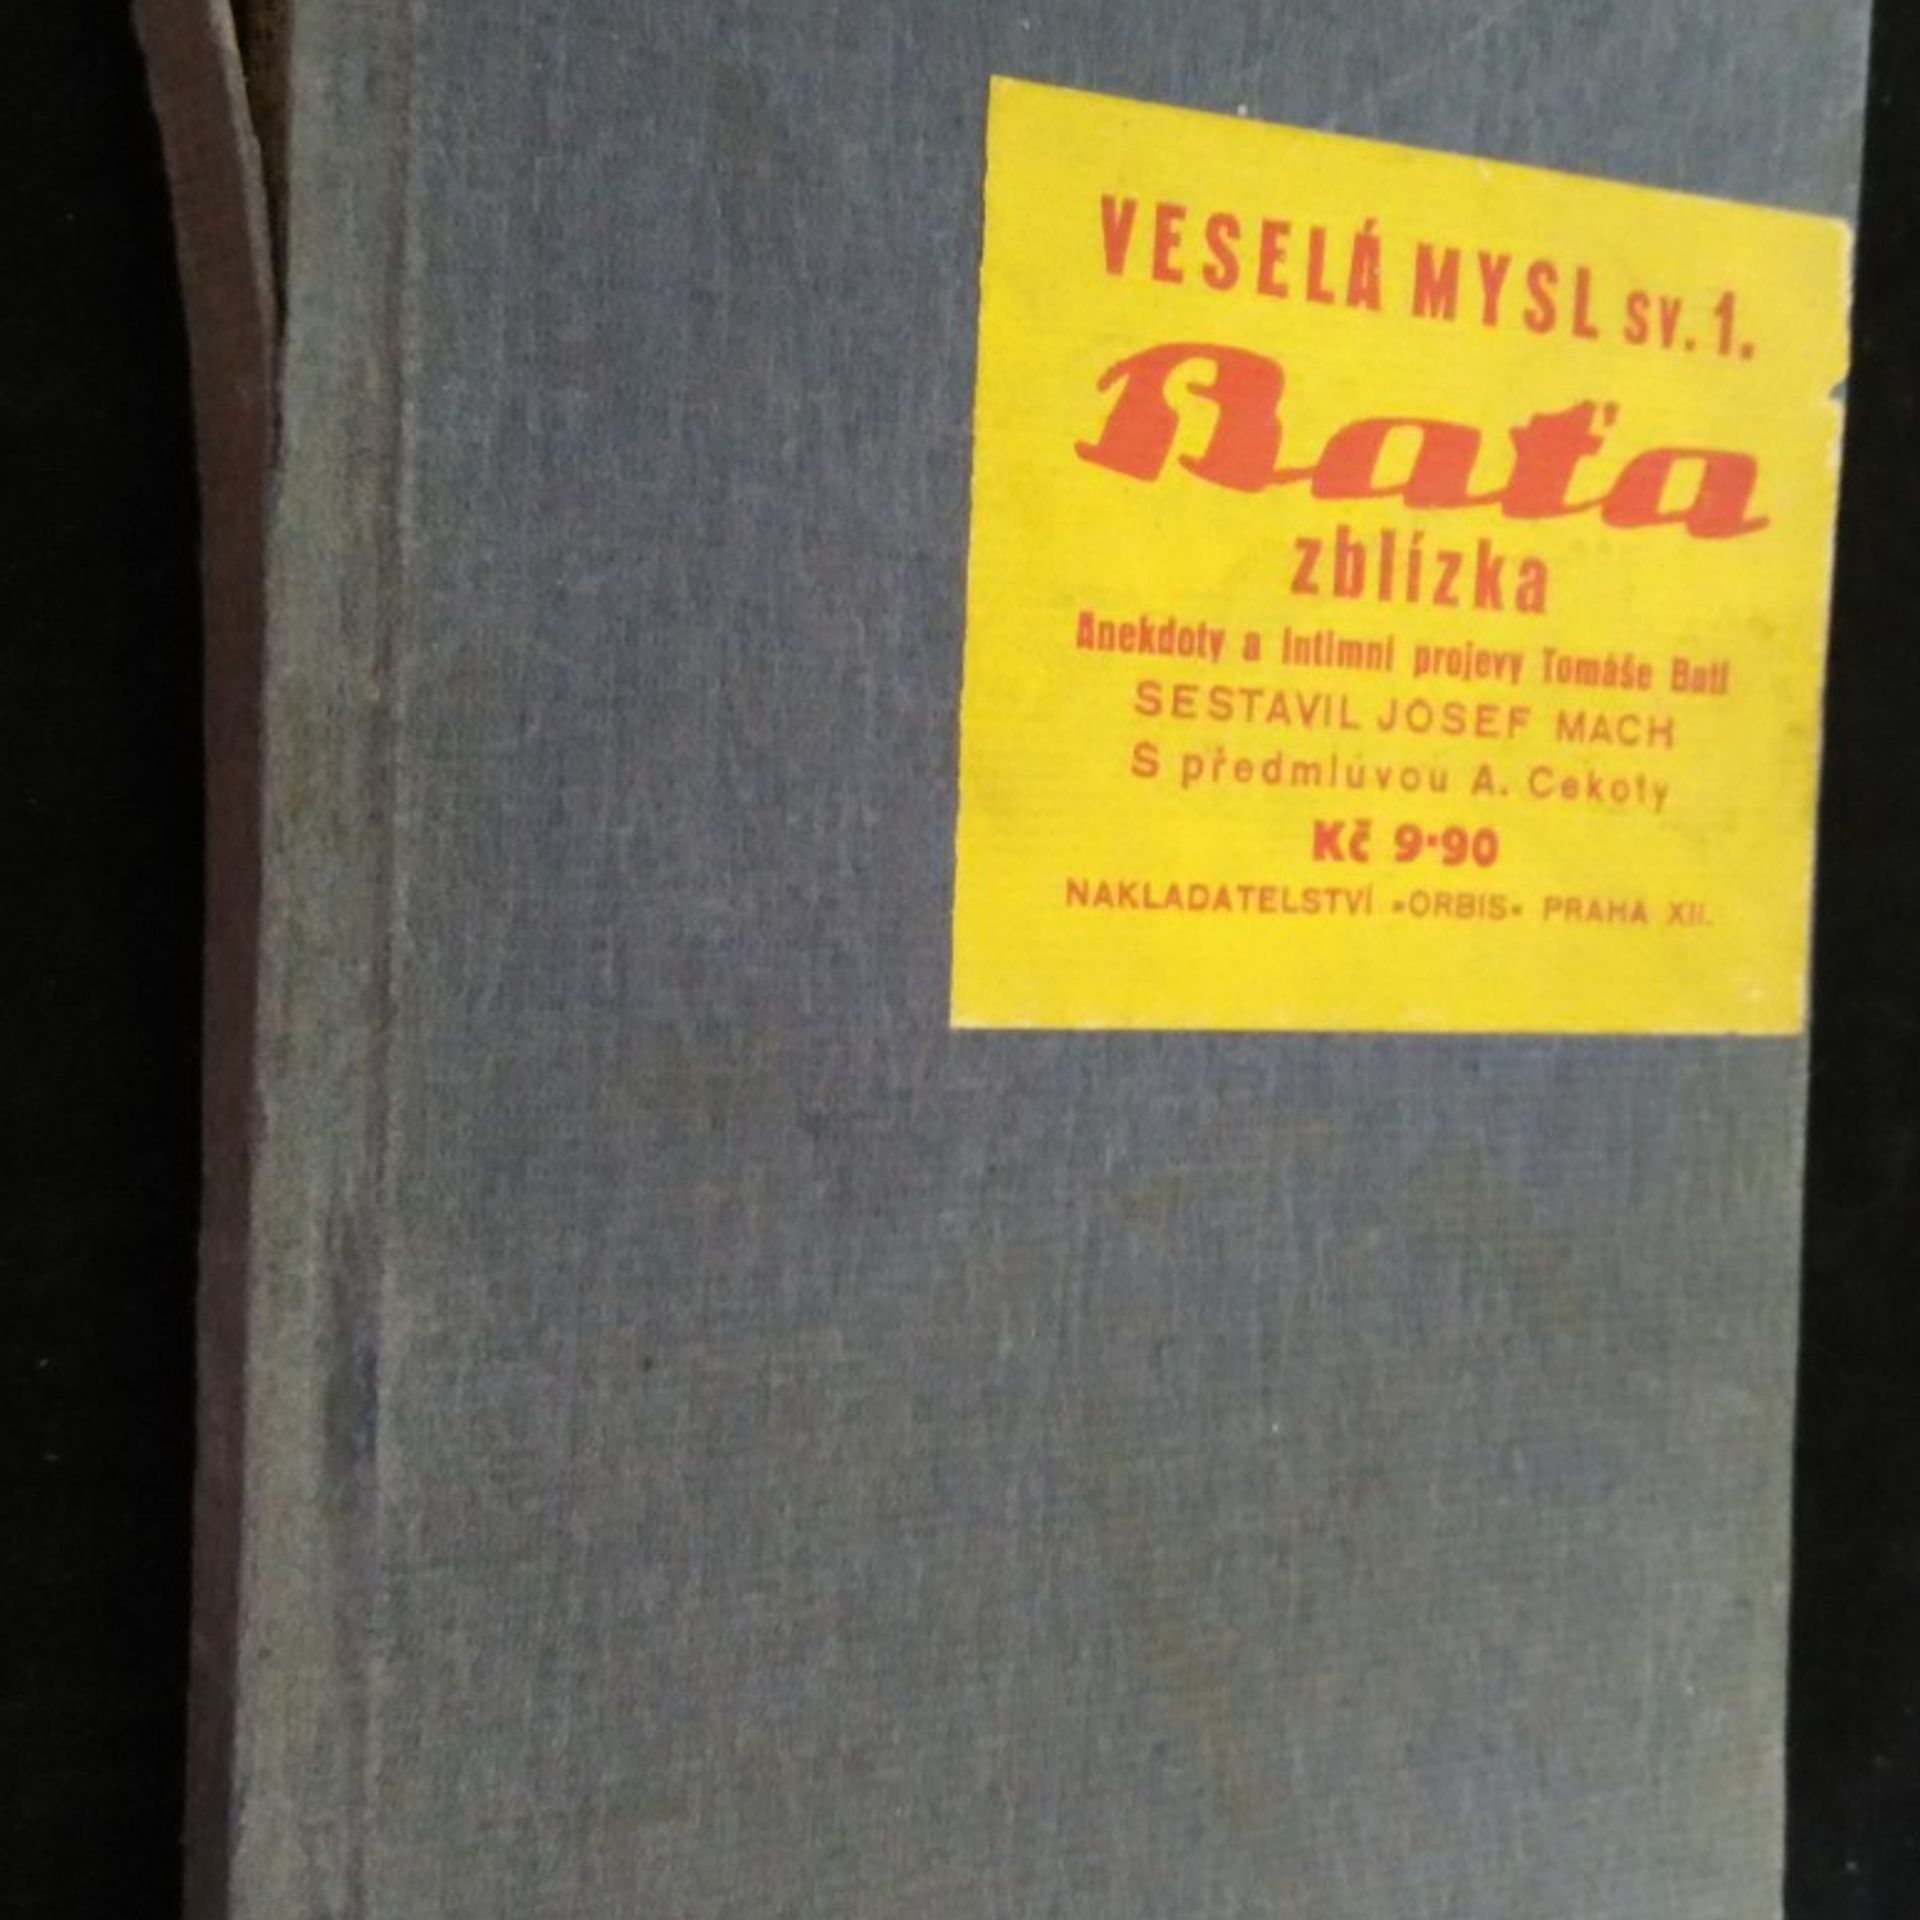 VESELÁ MYSL sv. 1.
Baťa
zblízka
Anekdoty a intimní projevy Tomáše Bati
SESTAVIL JOSEF MACH
S předmluvou A. Cekoty
Kč 9·90
NAKLADATELSTVÍ »ORBIS« PRAHA XII.